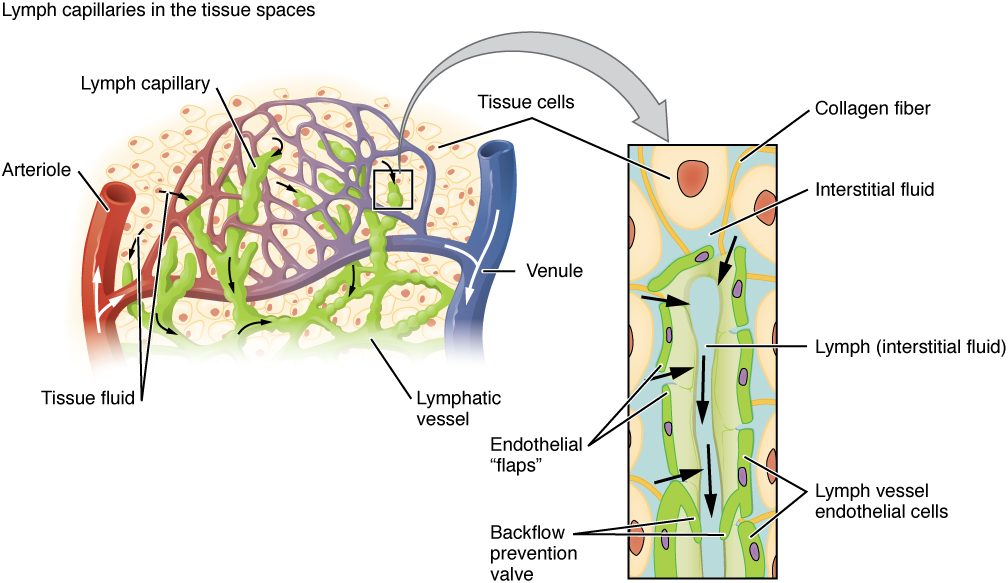 Lymph capillaries in the tissue spaces
Lymph capillary
Arteriole
Tissue fluid
Tissue cells
Venule
Lymphatic
vessel
Collagen fiber
Interstitial fluid
Lymph (interstitial fluid)
Endothelial
“flaps”
Lymph vessel
endothelial cells
Backflow
prevention
valve